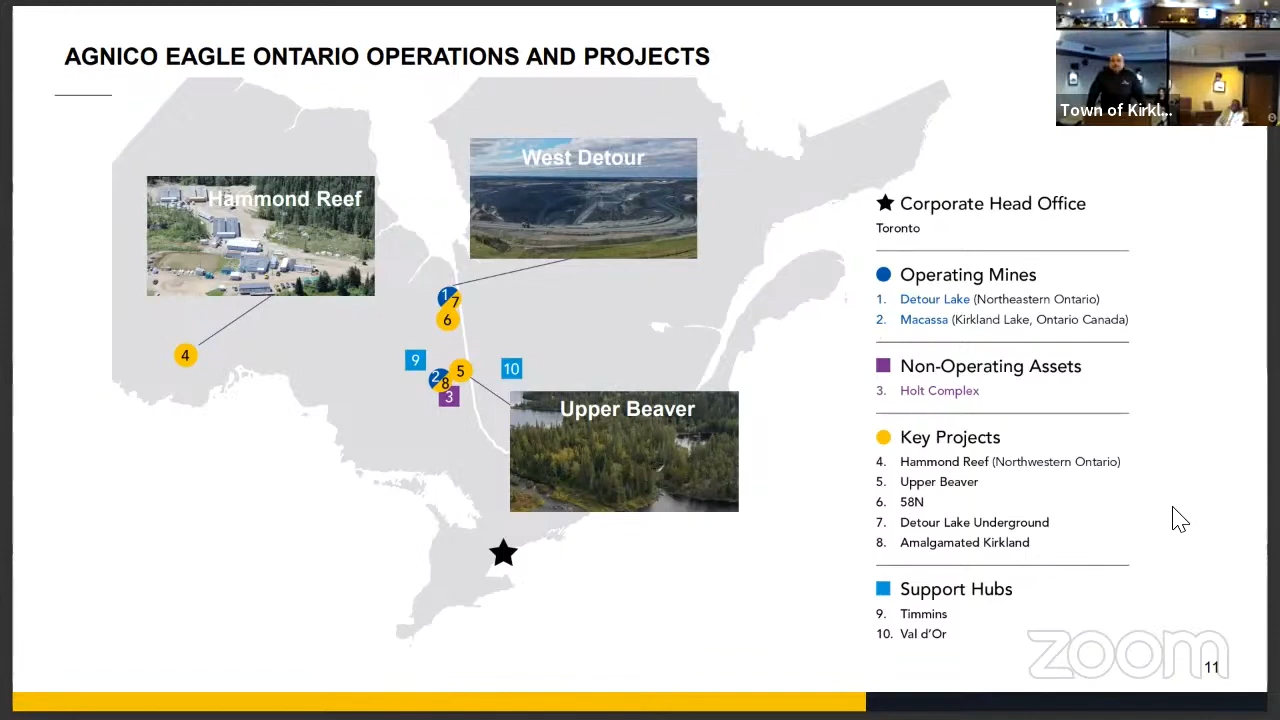 AGNICO EAGLE ONTARIO OPERATIONS AND PROJECTS
Town of Kirkl...
West Detour
Hammond Reef
1
7
6
4
9
5
10
2
8
3
Upper Beaver
Corporate Head Office
Toronto
Operating Mines
1. Detour Lake (Northeastern Ontario)
2. Macassa (Kirkland Lake, Ontario Canada)
Non-Operating Assets
3. Holt Complex
Key Projects
4. Hammond Reef (Northwestern Ontario)
5. Upper Beaver
6. 58N
7. Detour Lake Underground
8. Amalgamated Kirkland
Support Hubs
9. Timmins
10. Val d'Or
zoom
11